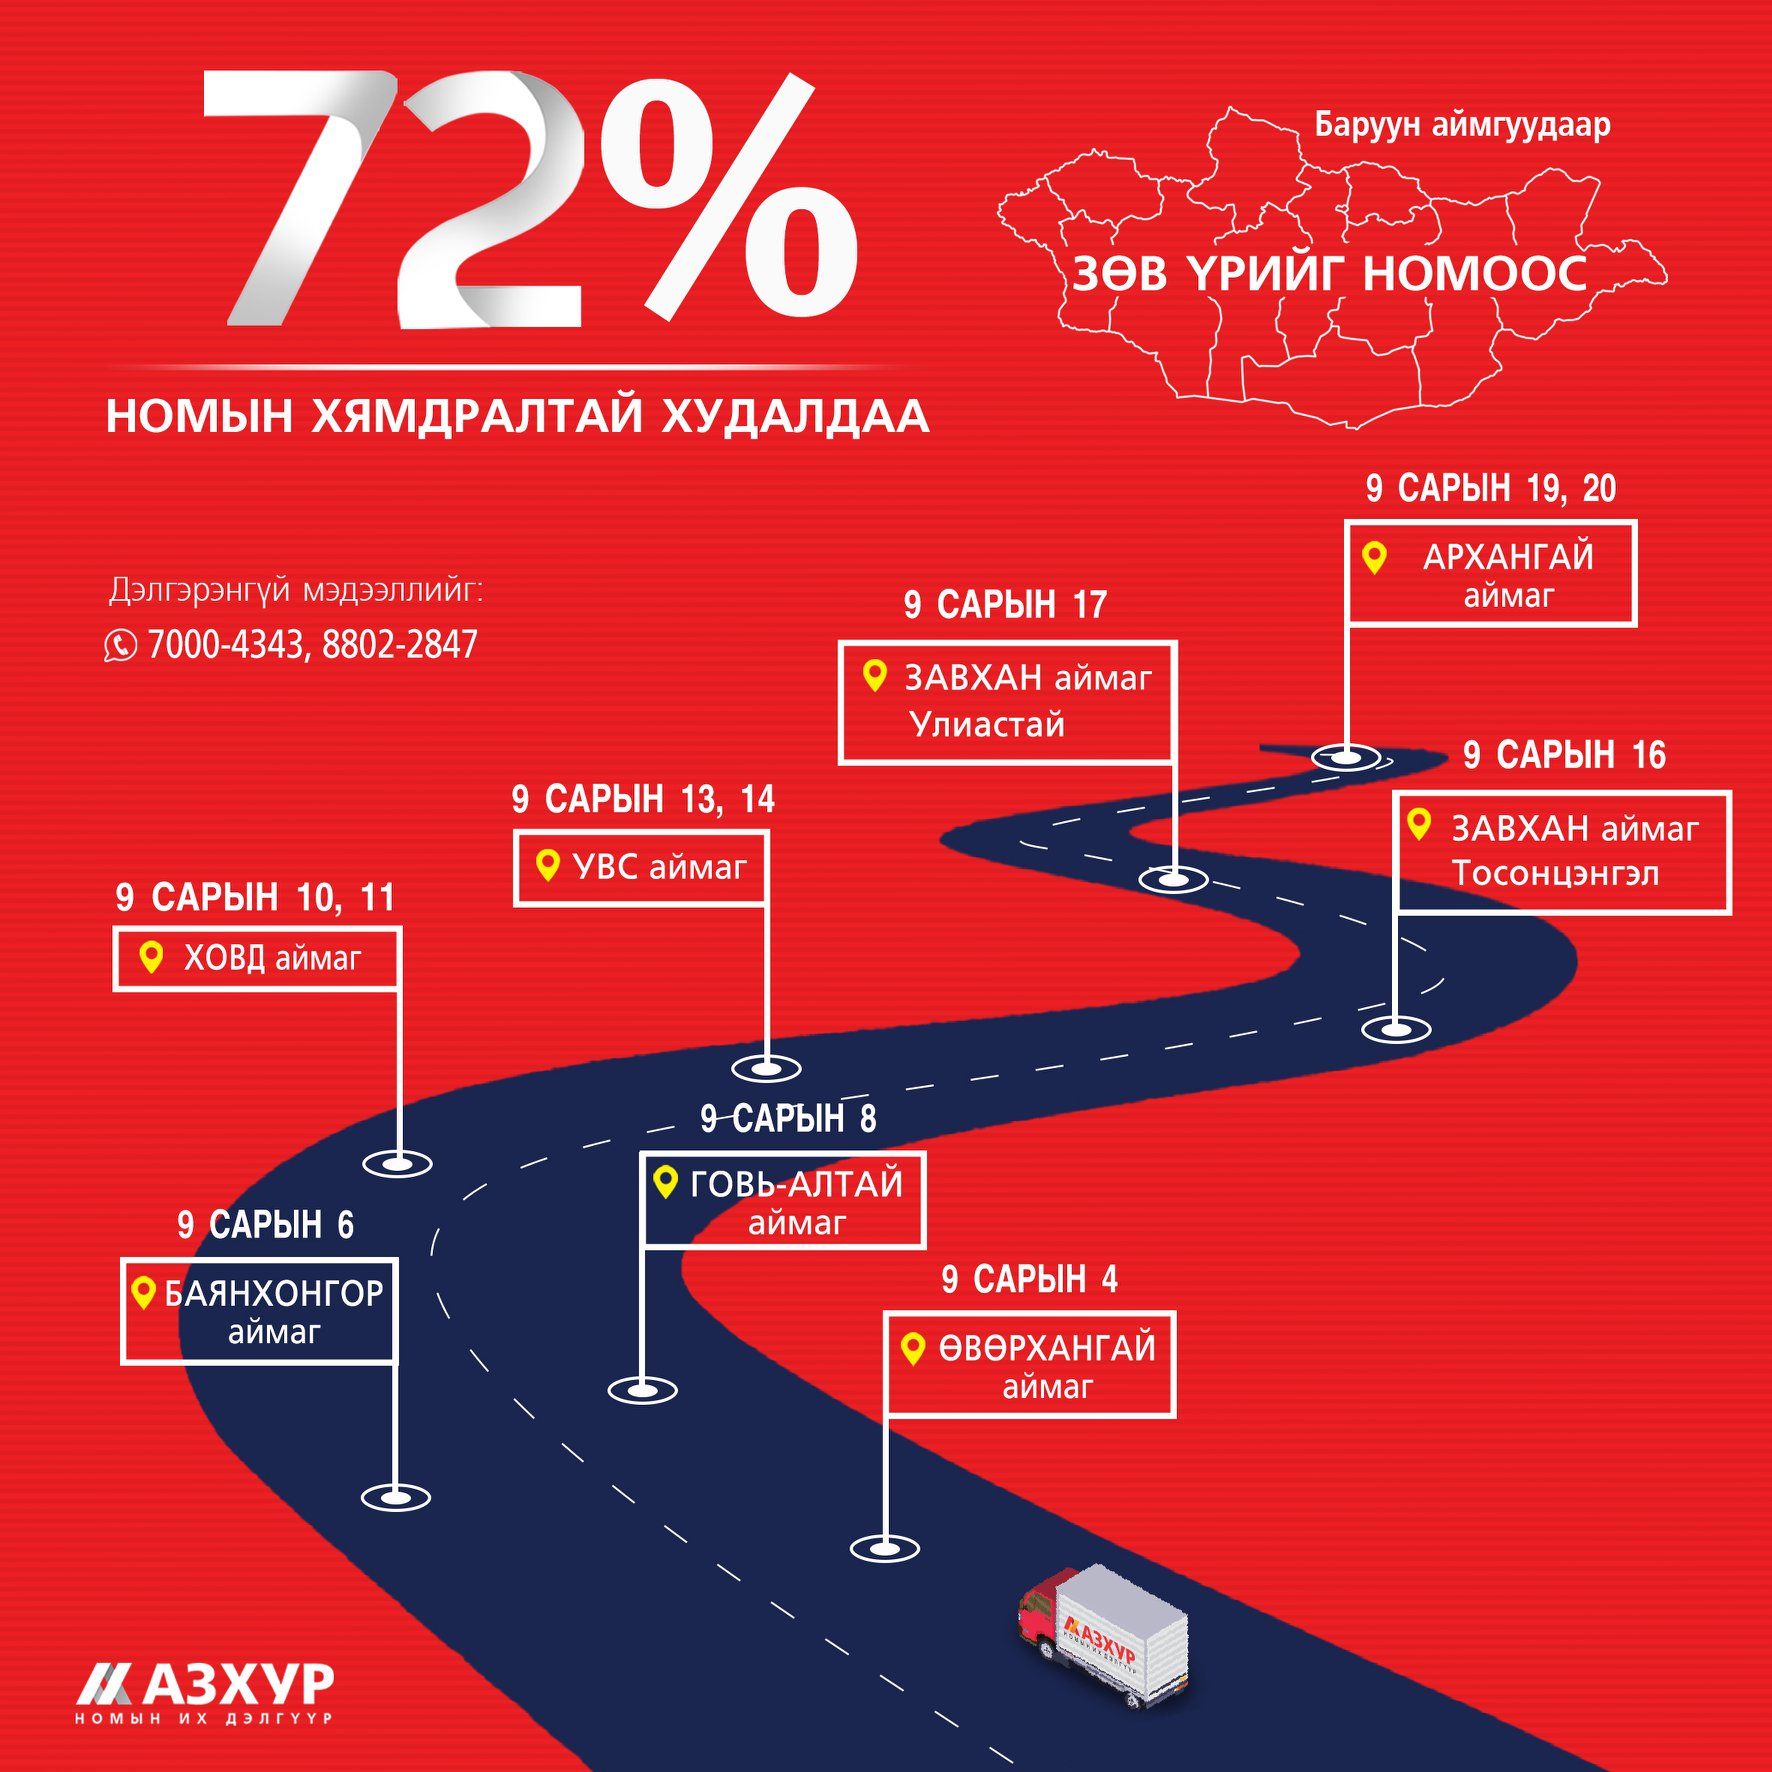 72%
НОМЫН ХЯМДРАЛТАЙ ХУДАЛДАА
Баруун аймгуудаар
ЗӨВ ҮРИЙГ НОМООС
Дэлгэрэнгүй мэдээллийг:
7000-4343, 8802-2847
9 САРЫН 19, 20
АРХАНГАЙ
аймаг
9 САРЫН 17
ЗАВХАН аймаг
Улиастай
9 САРЫН 16
ЗАВХАН аймаг
Тосонцэнгэл
9 САРЫН 13, 14
УВС аймаг
9 САРЫН 10, 11
ХОВД аймаг
9 САРЫН 8
ГОВЬ-АЛТАЙ
аймаг
9 САРЫН 6
БАЯНХОНГОР
аймаг
9 САРЫН 4
ӨВӨРХАНГАЙ
аймаг
АЗХУР
НОМЫН ИХ ДЭЛГҮҮР
АЗХУР
НОМЫН ИХ ДЭЛГҮҮР